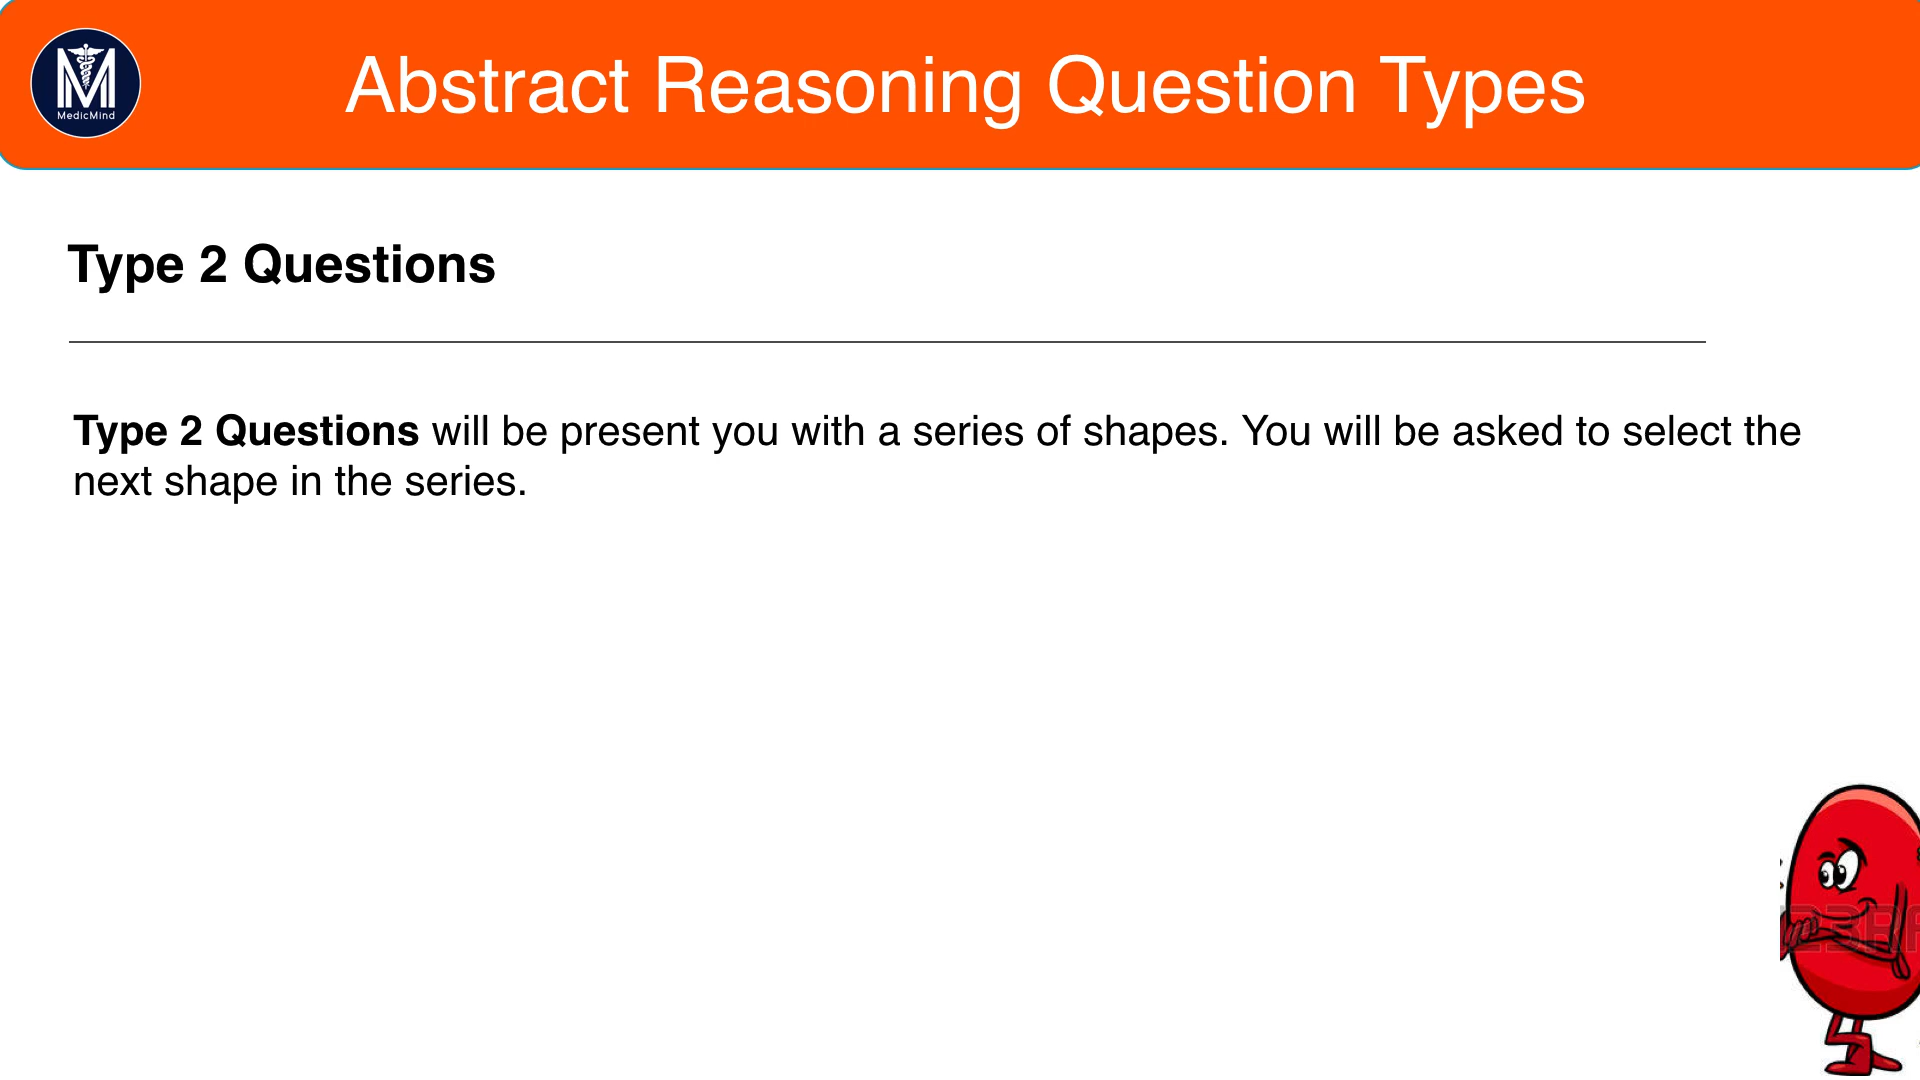 MedicMind
Abstract Reasoning Question Types
Type 2 Questions
Type 2 Questions will be present you with a series of shapes. You will be asked to select the
next shape in the series.